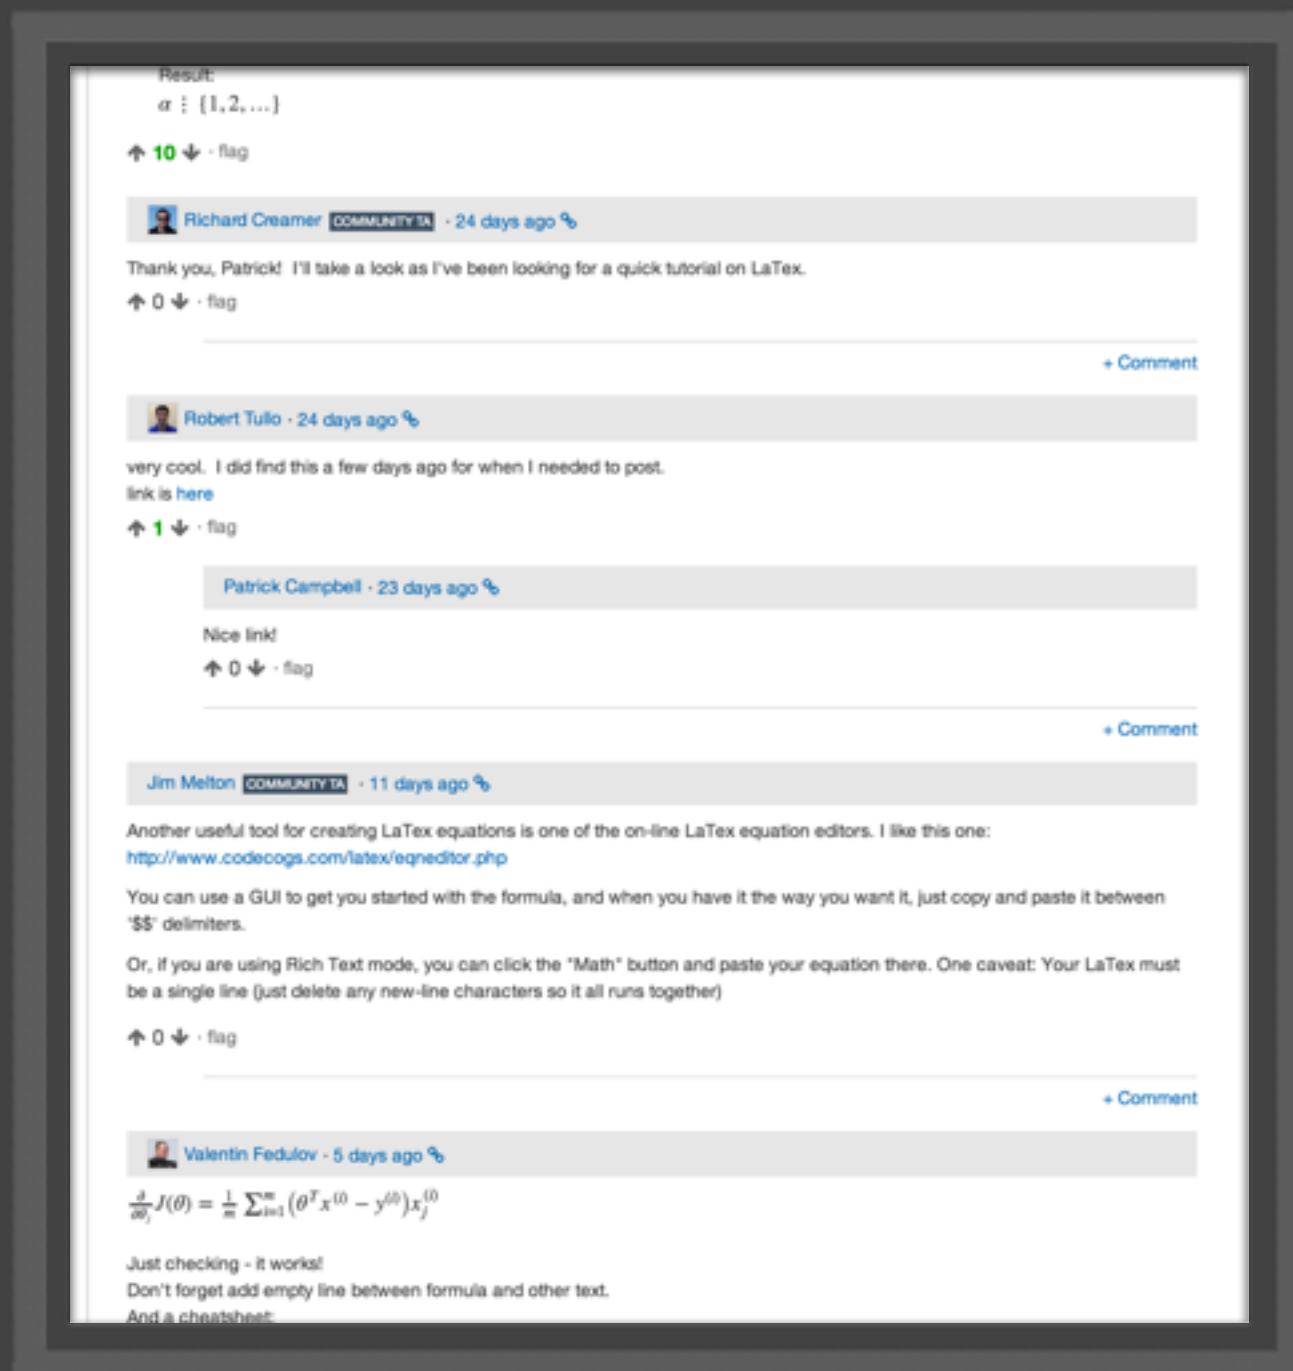 Result:
α ⋮ {1, 2, …}
10 · flag
Richard Creamer COMMUNITY TA · 24 days ago
Thank you, Patrick!  I'll take a look as I've been looking for a quick tutorial on LaTex.
0 · flag
+ Comment
Robert Tullo · 24 days ago
very cool.  I did find this a few days ago for when I needed to post.
link is here
1 · flag
Patrick Campbell · 23 days ago
Nice link!
0 · flag
+ Comment
Jim Melton COMMUNITY TA · 11 days ago
Another useful tool for creating LaTex equations is one of the on-line LaTex equation editors. I like this one:
http://www.codecogs.com/latex/eqneditor.php
You can use a GUI to get you started with the formula, and when you have it the way you want it, just copy and paste it between
'$$' delimiters.
Or, if you are using Rich Text mode, you can click the "Math" button and paste your equation there. One caveat: Your LaTex must
be a single line (just delete any new-line characters so it all runs together)
0 · flag
+ Comment
Valentin Fedulov · 5 days ago
∂/∂θ_j J(θ) = 1/m ∑_{i=1}^{m} (θ^T x^{(i)} − y^{(i)}) x_j^{(i)}
Just checking - it works!
Don't forget add empty line between formula and other text.
And a cheatsheet: